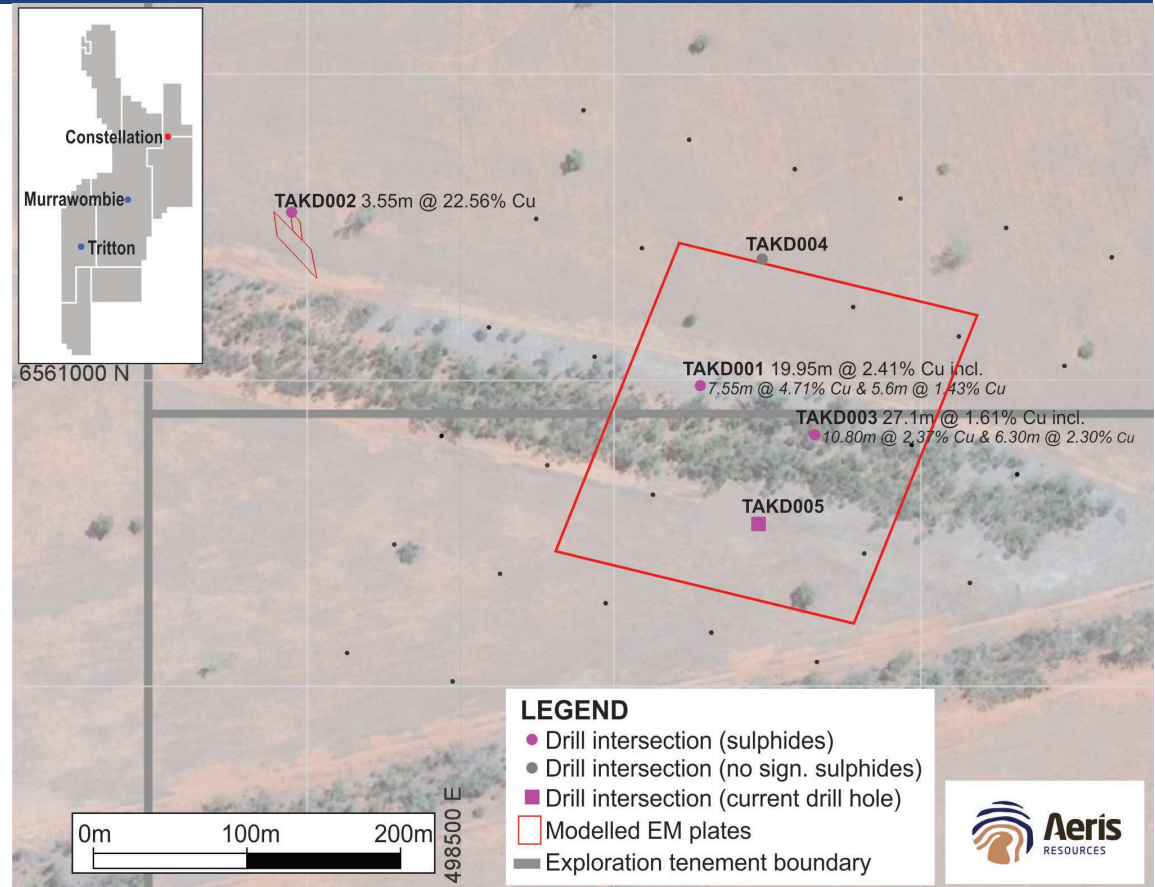 Constellation
Murrawombie
Tritton
6561000 N
TAKD002 3.55m @ 22.56% Cu
TAKD004
TAKD001 19.95m @ 2.41% Cu incl.
7.55m @ 4.71% Cu & 5.6m @ 1.43% Cu
TAKD003 27.1m @ 1.61% Cu incl.
10.80m @ 2.37% Cu & 6.30m @ 2.30% Cu
TAKD005
LEGEND
Drill intersection (sulphides)
Drill intersection (no sign. sulphides)
Drill intersection (current drill hole)
Modelled EM plates
Exploration tenement boundary
0m 100m 200m
498500 E
Aeris
RESOURCES